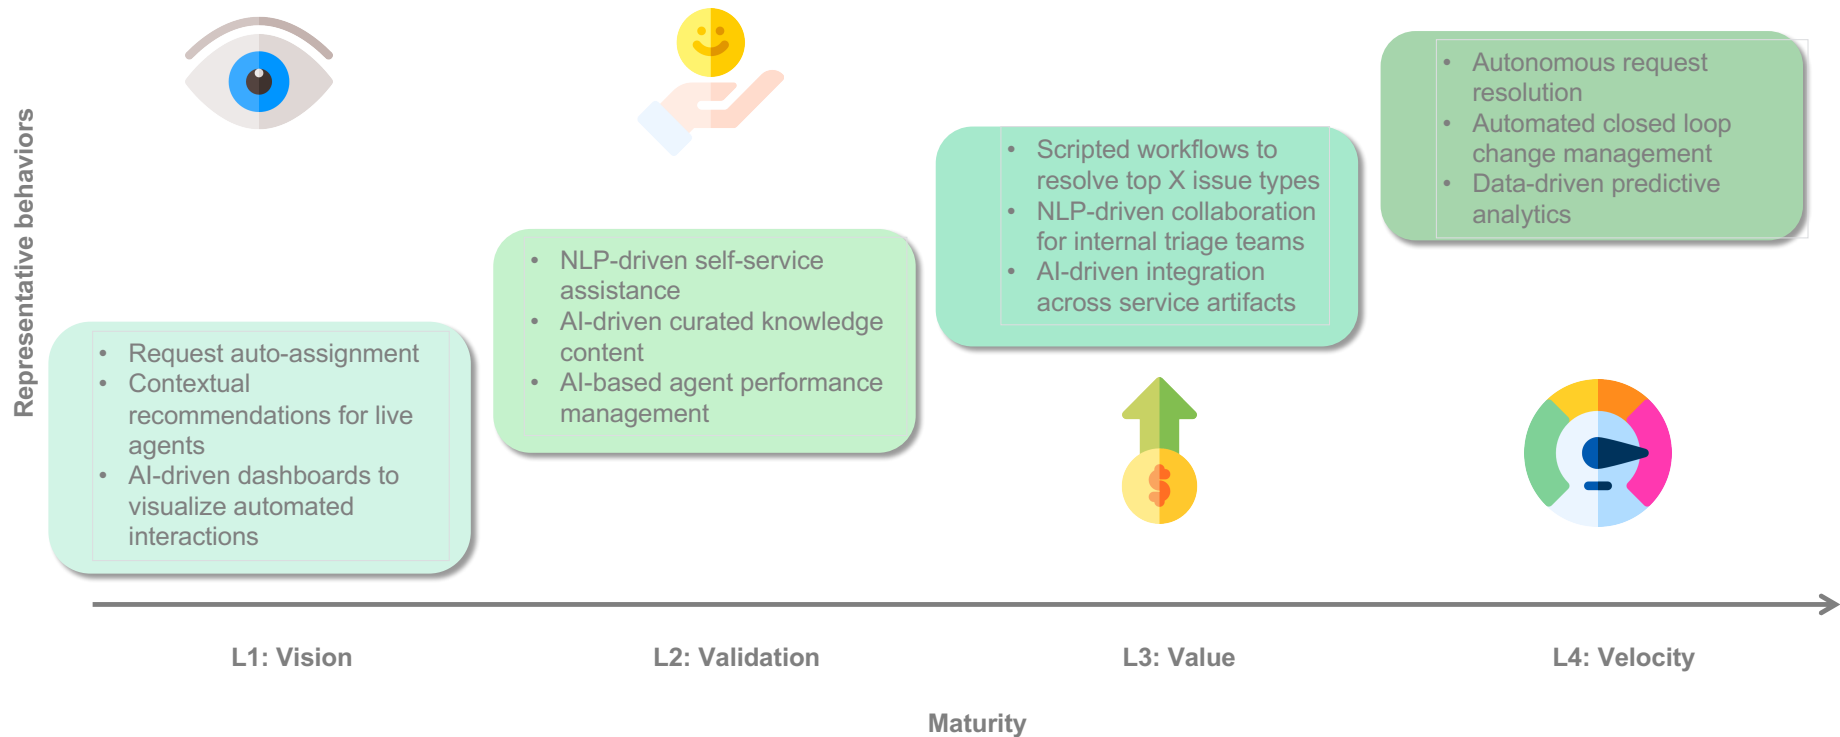 Representative behaviors
• Request auto-assignment
• Contextual
recommendations for live
agents
• AI-driven dashboards to
visualize automated
interactions
• NLP-driven self-service
assistance
• AI-driven curated knowledge
content
• AI-based agent performance
management
• Scripted workflows to
resolve top X issue types
• NLP-driven collaboration
for internal triage teams
• AI-driven integration
across service artifacts
• Autonomous request
resolution
• Automated closed loop
change management
• Data-driven predictive
analytics
$
L1: Vision
L2: Validation
L3: Value
L4: Velocity
Maturity